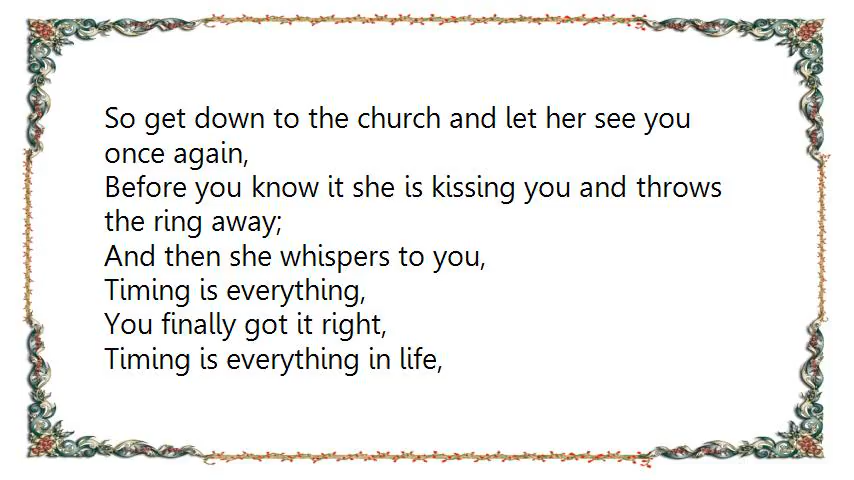 So get down to the church and let her see you
once again,
Before you know it she is kissing you and throws
the ring away;
And then she whispers to you,
Timing is everything,
You finally got it right,
Timing is everything in life,